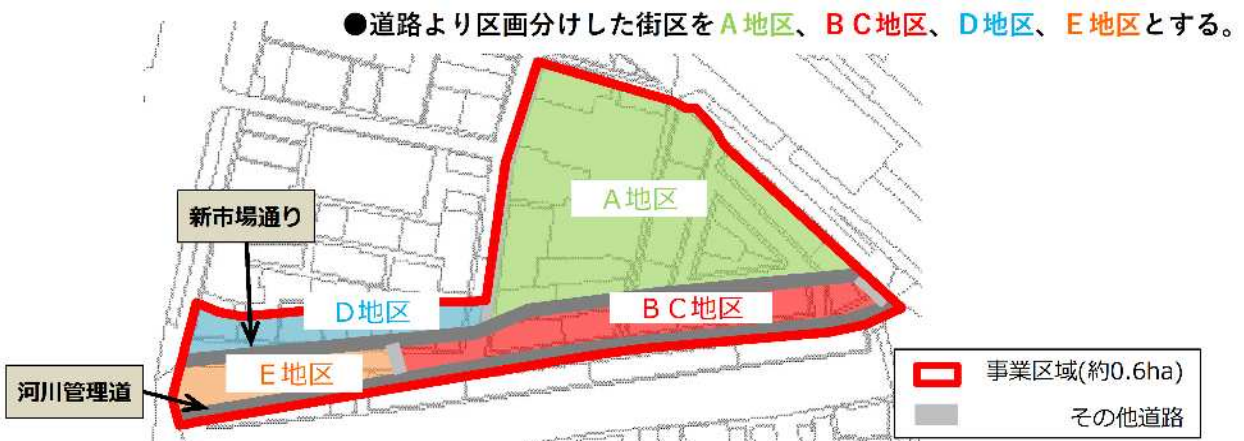 ●道路より区画分けした街区をA地区、BC地区、D地区、E地区とする。
A地区
新市場通り
D地区
BC地区
E地区
河川管理道
事業区域(約0.6ha)
その他道路